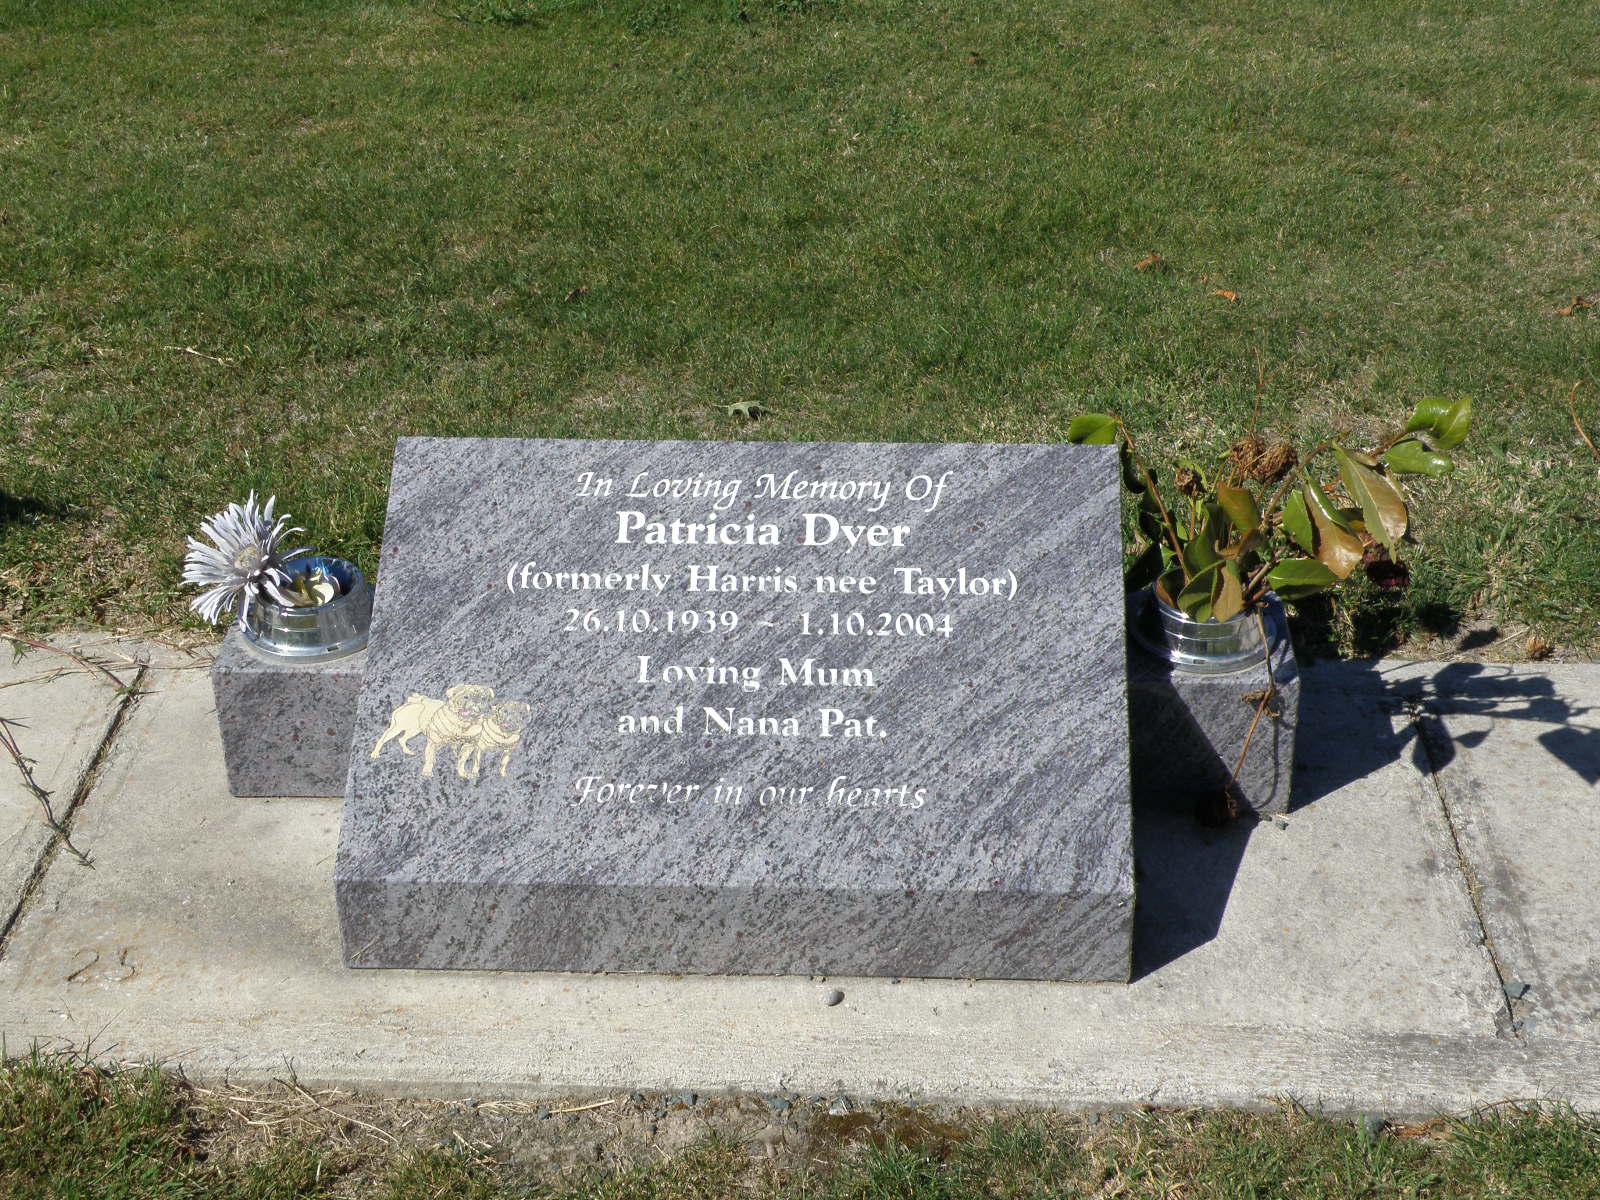 In Loving Memory Of
Patricia Dyer
(formerly Harris nee Taylor)
26.10.1939 ~ 1.10.2004
Loving Mum
and Nana Pat.
Forever in our hearts